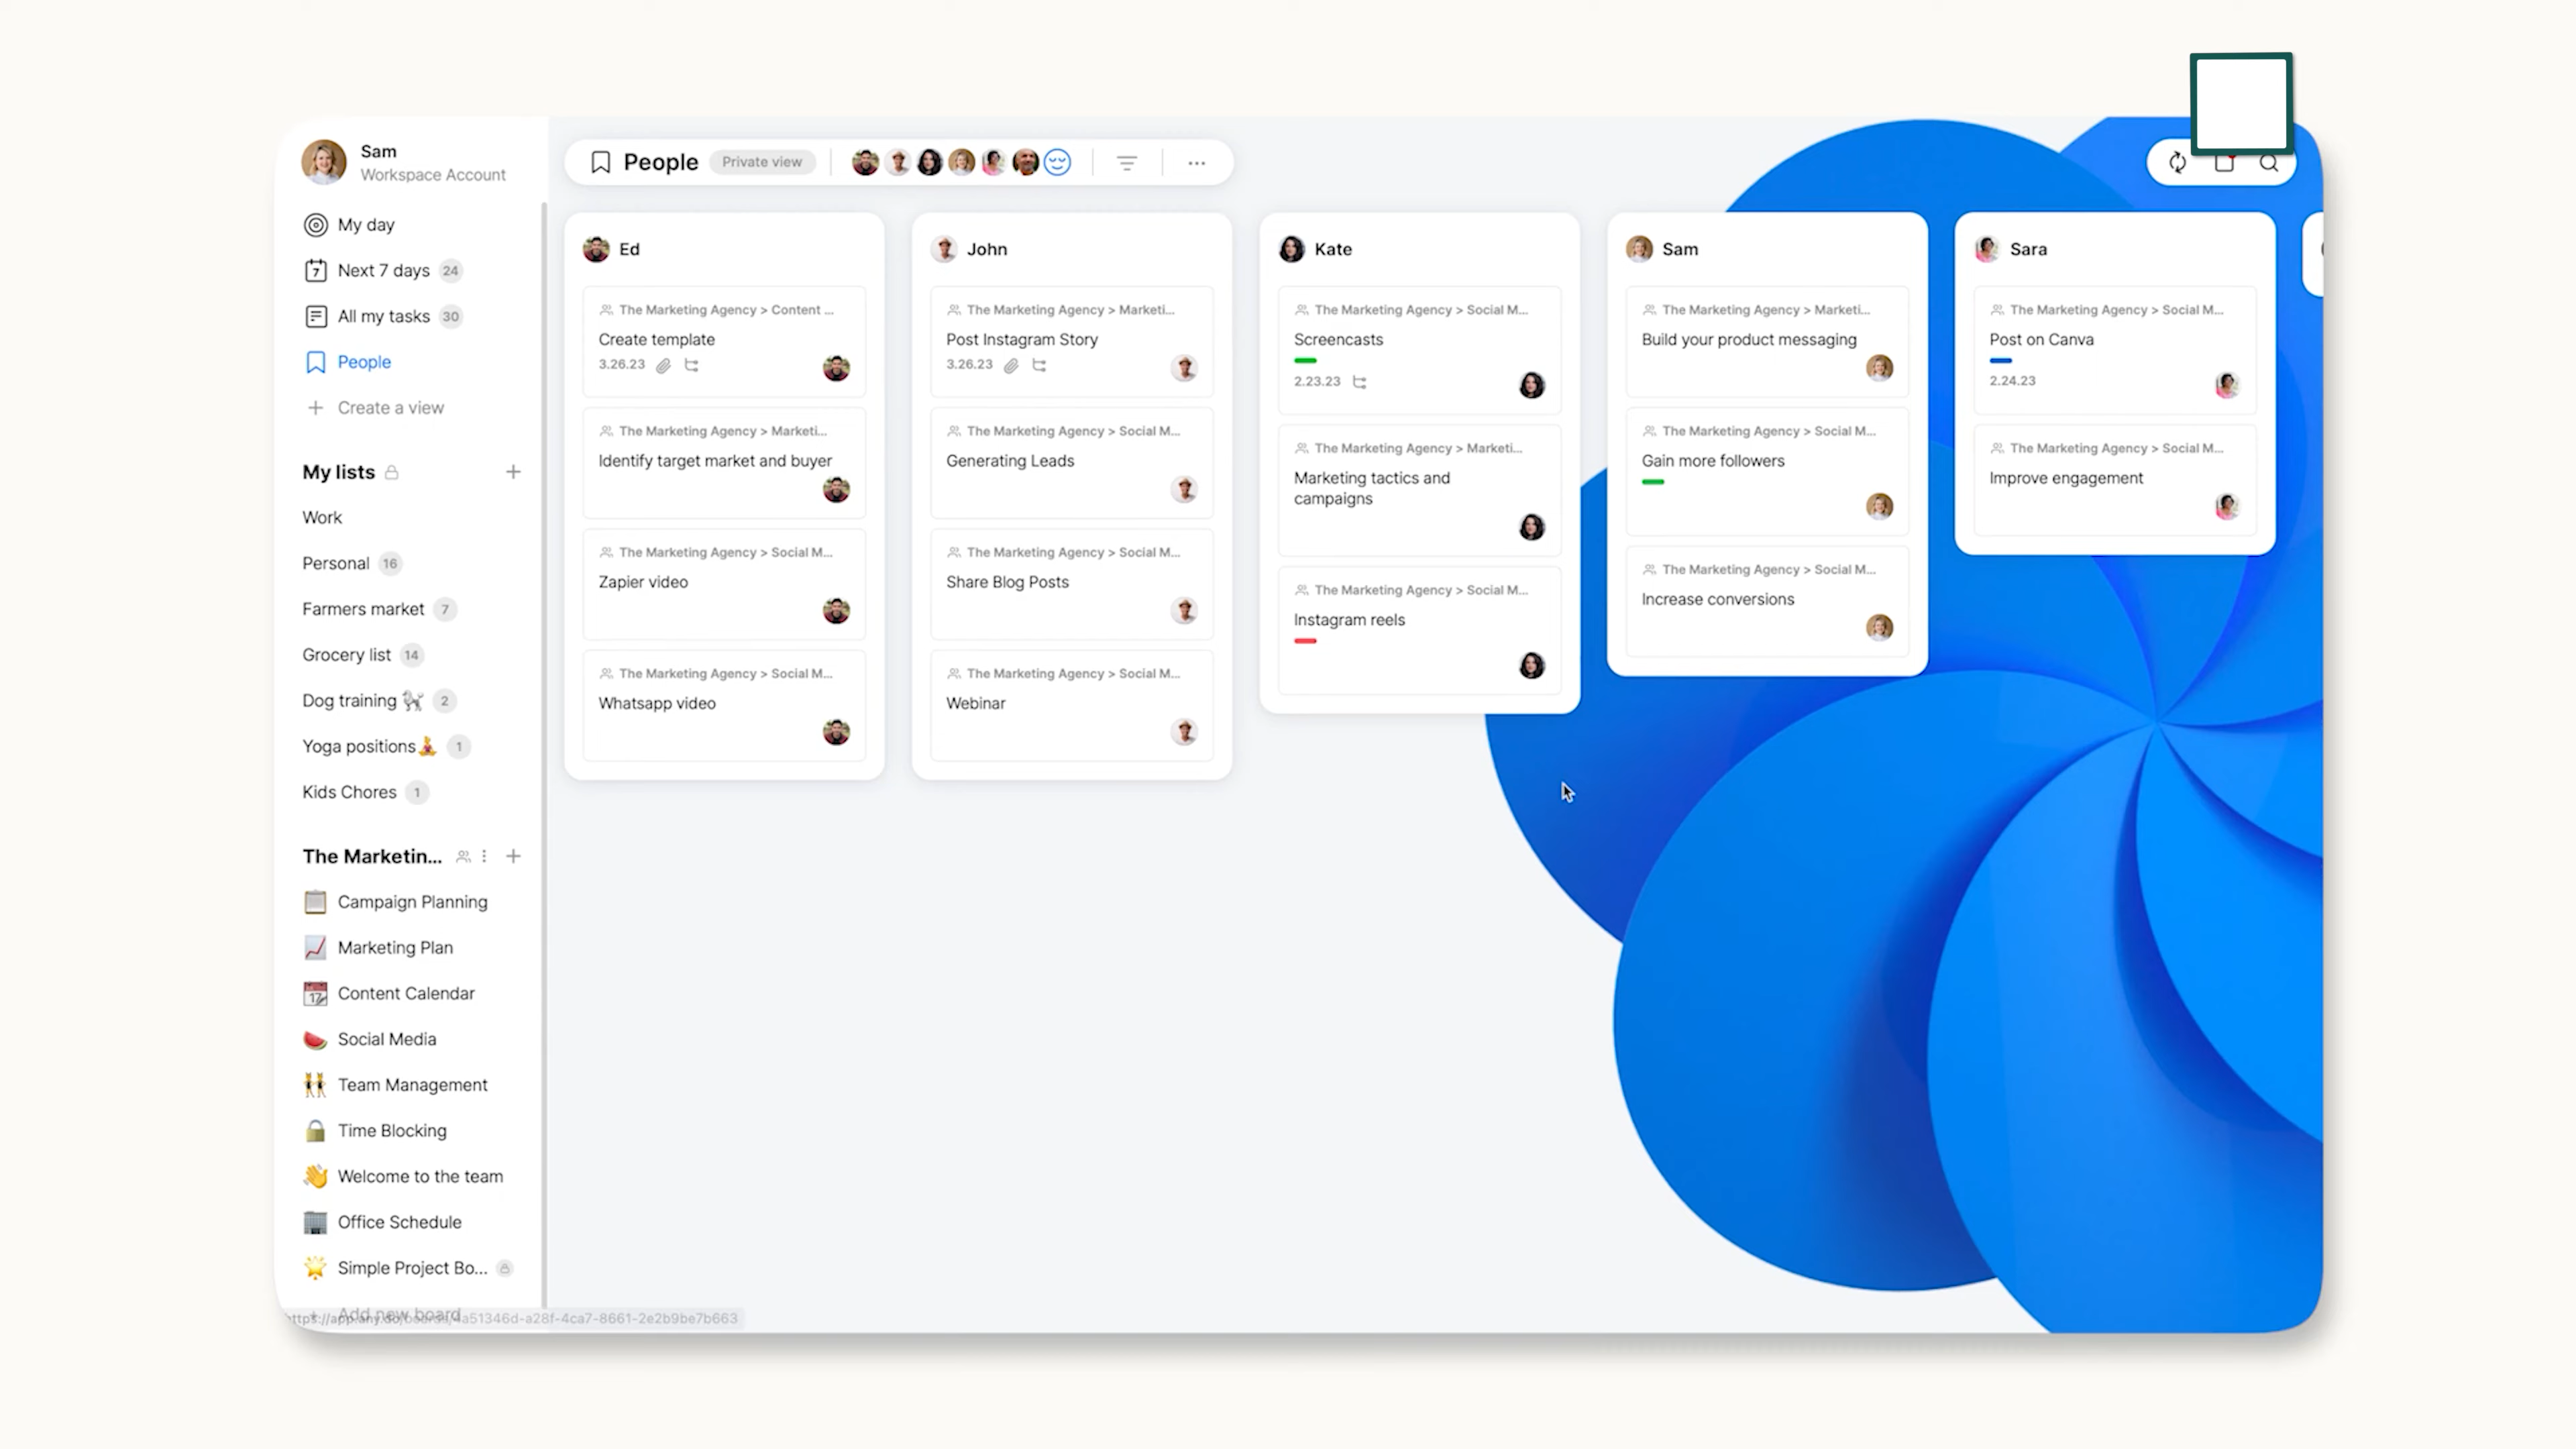 Sam
Workspace Account
My day
Next 7 days 24
All my tasks 30
People
Create a view
My lists
Work
Personal 16
Farmers market 7
Grocery list 14
Dog training 2
Yoga positions 1
Kids Chores 1
The Marketin...
Campaign Planning
Marketing Plan
Content Calendar
Social Media
Team Management
Time Blocking
Welcome to the team
Office Schedule
Simple Project Bo...
Add new board
People Private view
Ed
The Marketing Agency > Content ...
Create template
3.26.23
The Marketing Agency > Marketi...
Identify target market and buyer
The Marketing Agency > Social M...
Zapier video
The Marketing Agency > Social M...
Whatsapp video
John
The Marketing Agency > Marketi...
Post Instagram Story
3.26.23
The Marketing Agency > Social M...
Generating Leads
The Marketing Agency > Social M...
Share Blog Posts
The Marketing Agency > Social M...
Webinar
Kate
The Marketing Agency > Social M...
Screencasts
2.23.23
The Marketing Agency > Marketi...
Marketing tactics and
campaigns
The Marketing Agency > Social M...
Instagram reels
Sam
The Marketing Agency > Marketi...
Build your product messaging
The Marketing Agency > Social M...
Gain more followers
The Marketing Agency > Social M...
Increase conversions
Sara
The Marketing Agency > Social M...
Post on Canva
2.24.23
The Marketing Agency > Social M...
Improve engagement